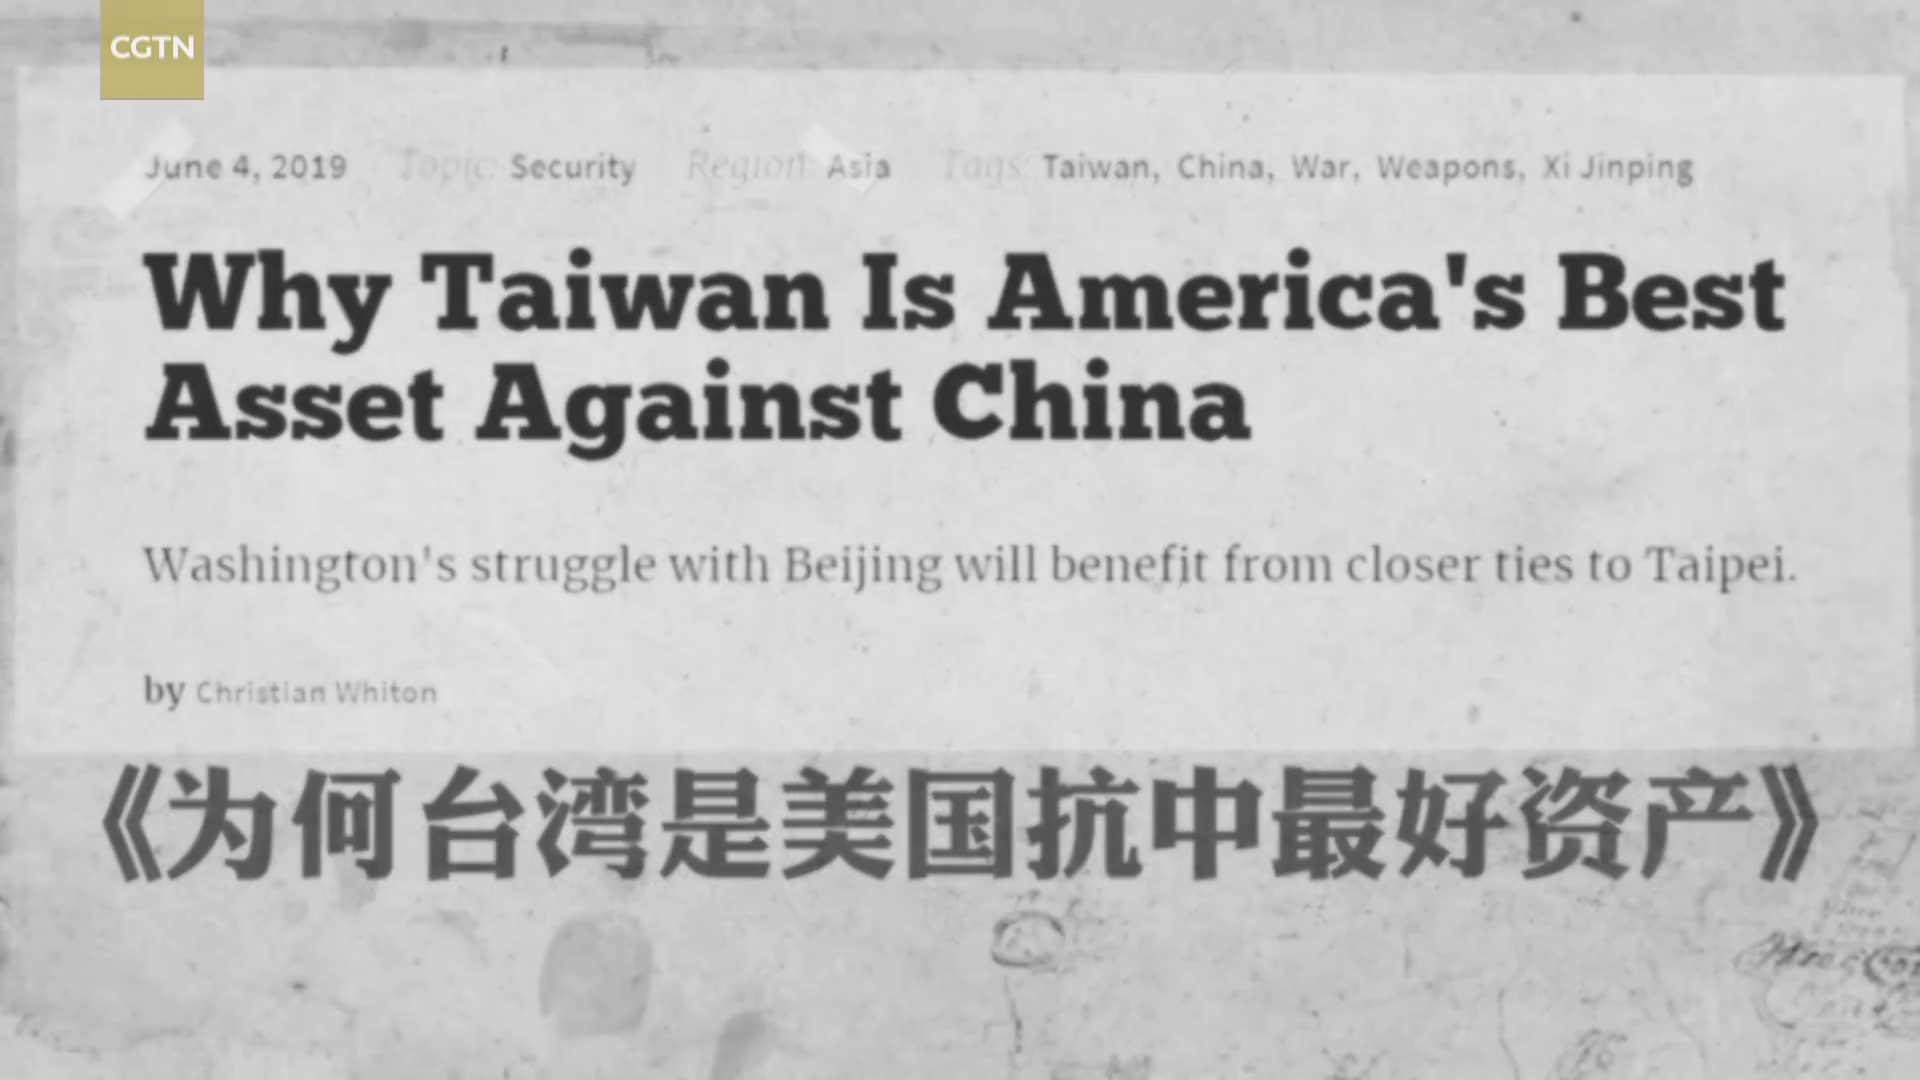 CGTN
June 4, 2019 Topic: Security Region: Asia Tags: Taiwan, China, War, Weapons, Xi Jinping
Why Taiwan Is America's Best
Asset Against China
Washington's struggle with Beijing will benefit from closer ties to Taipei.
by Christian Whiton
《为何台湾是美国抗中最好资产》